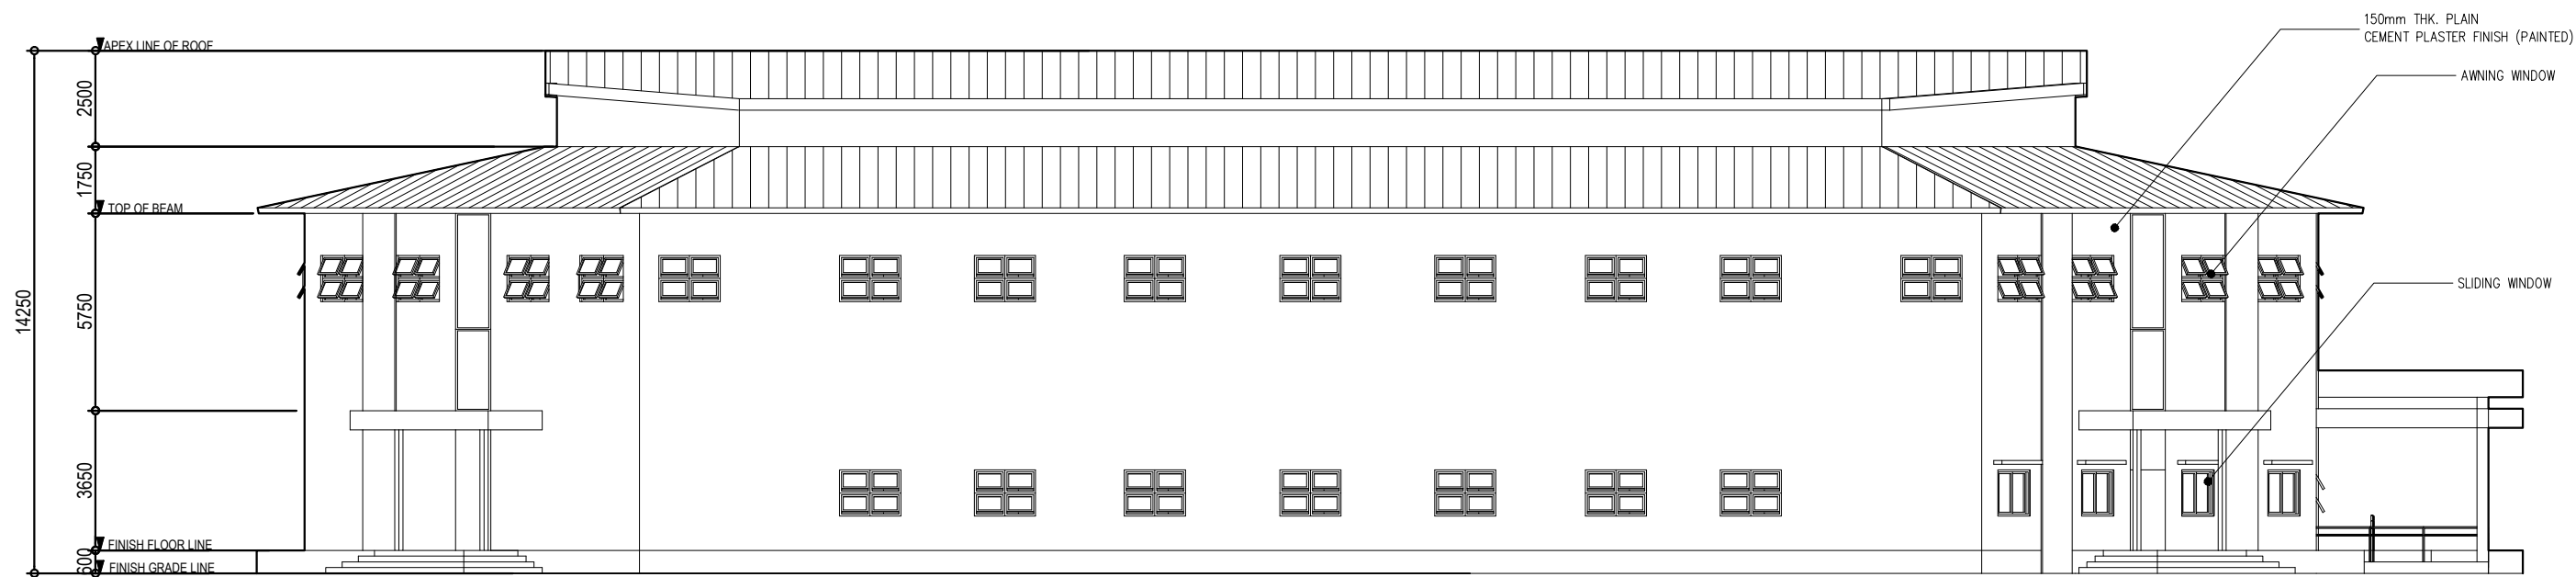 150mm THK. PLAIN
CEMENT PLASTER FINISH (PAINTED)
APEX LINE OF ROOF
AWNING WINDOW
2500
1750
TOP OF BEAM
SLIDING WINDOW
14250
5750
3650
FINISH FLOOR LINE
600
FINISH GRADE LINE